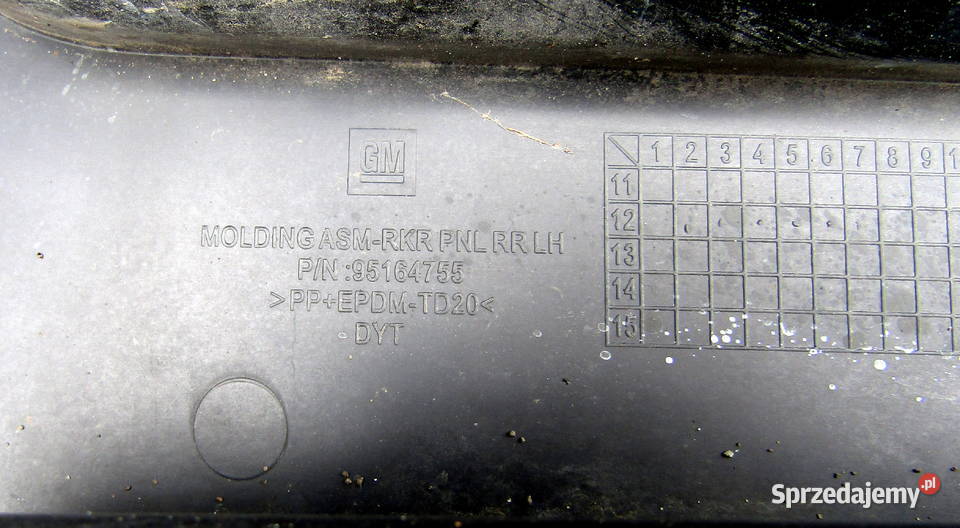 GM
MOLDING ASM-RKR PNL RR LH
P/N :95164755
>PP+EPDM-TD20<
DYT
1 2 3 4 5 6 7 8 9 1
11
12
13
14
15
Sprzedajemy.pl